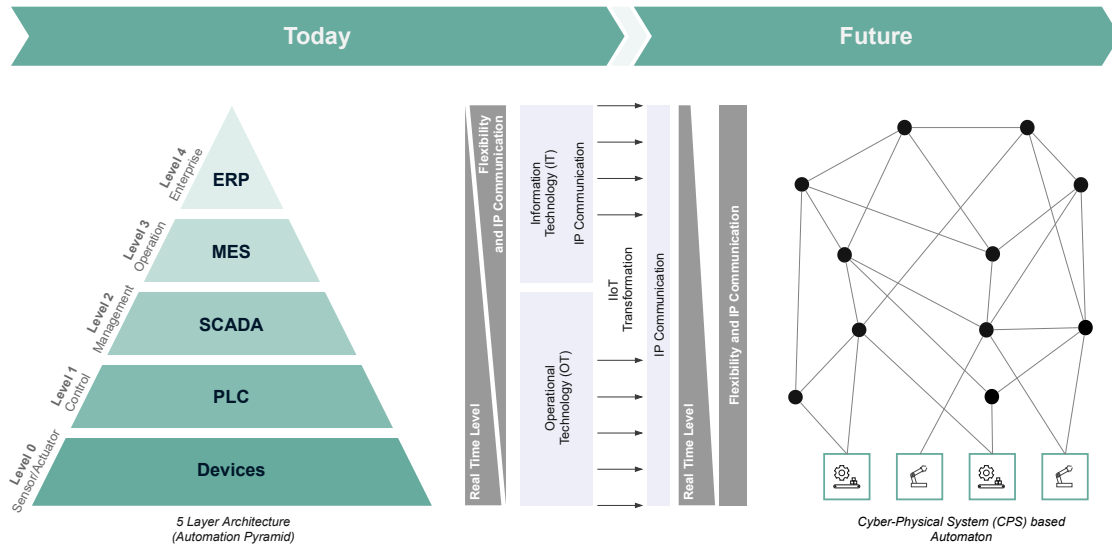 Today
Future
Level 4
Enterprise
ERP
Level 3
Operation
MES
Level 2
Management
SCADA
Level 1
Control
PLC
Level 0
Sensor/Actuator
Devices
5 Layer Architecture
(Automation Pyramid)
Real Time Level
Flexibility
and IP Communication
Information
Technology (IT)
IP Communication
Operational
Technology (OT)
IIoT
Transformation
IP Communication
Real Time Level
Flexibility and IP Communication
Cyber-Physical System (CPS) based
Automaton